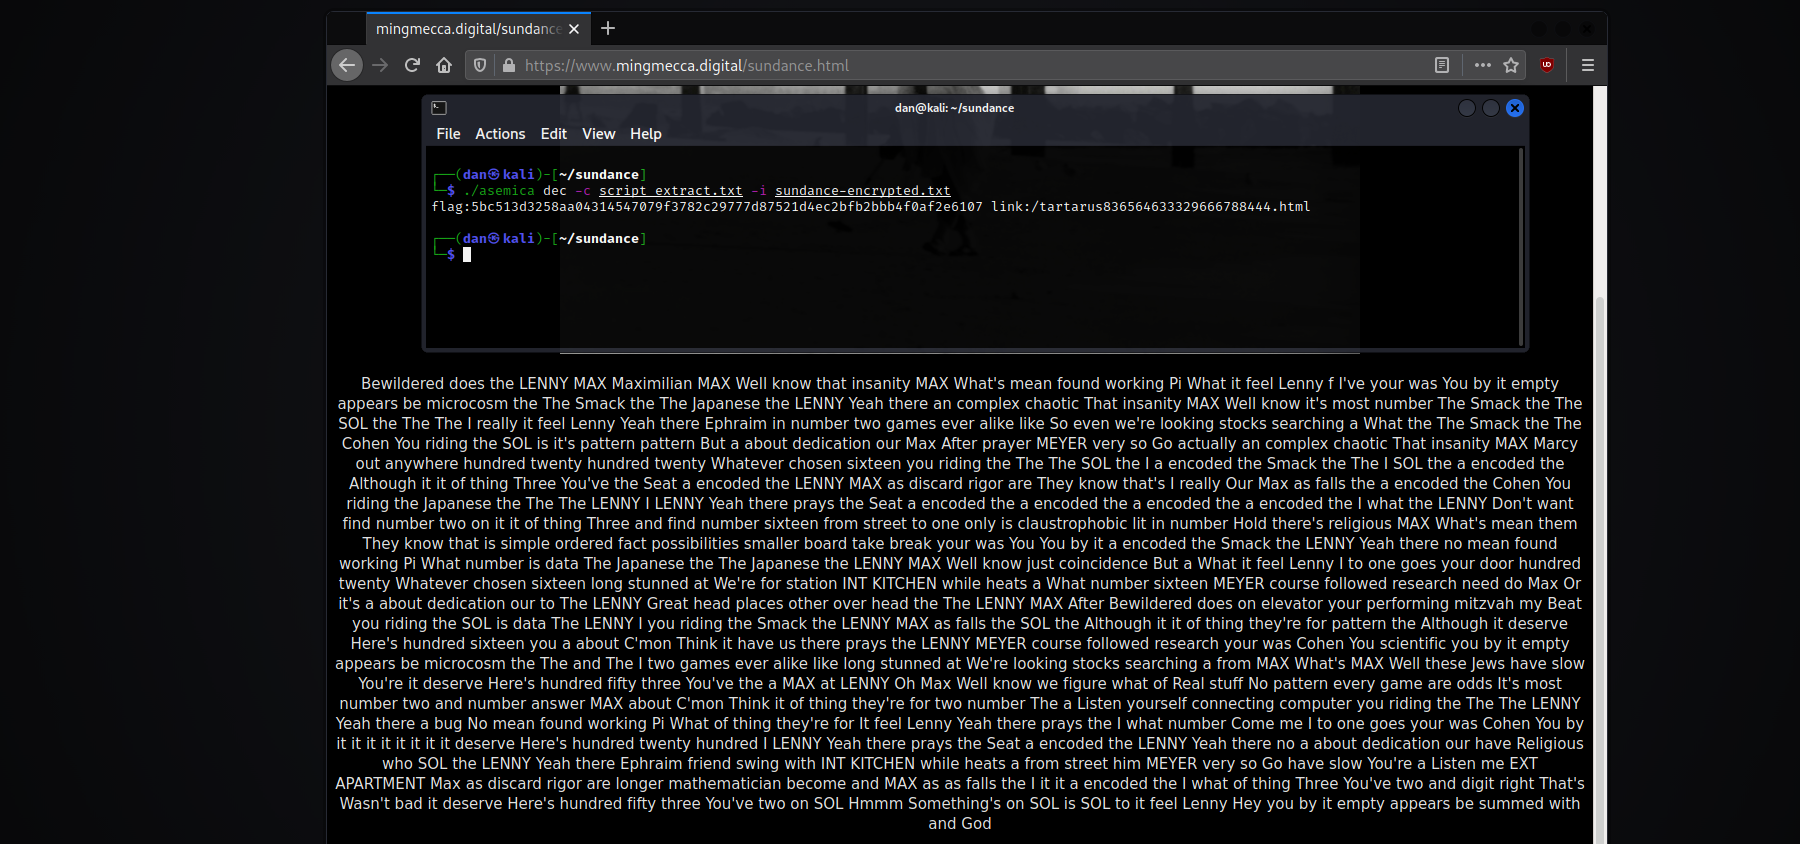 mingmecca.digital/sundance
https://www.mingmecca.digital/sundance.html
dan@kali: ~/sundance
File Actions Edit View Help
┌──(dan㉿kali)-[~/sundance]
└─$ ./asemica dec -c script_extract.txt -i sundance-encrypted.txt
flag:5bc513d3258aa04314547079f3782c29777d87521d4ec2bfb2bbb4f0af2e6107 link:/tartarus836564633329666788444.html
┌──(dan㉿kali)-[~/sundance]
└─$
Bewildered does the LENNY MAX Maximilian MAX Well know that insanity MAX What's mean found working Pi What it feel Lenny f I've your was You by it empty
appears be microcosm the The Smack the The Japanese the LENNY Yeah there an complex chaotic That insanity MAX Well know it's most number The Smack the The
SOL the The The I really it feel Lenny Yeah there Ephraim in number two games ever alike like So even we're looking stocks searching a What the The Smack the The
Cohen You riding the SOL is it's pattern pattern But a about dedication our Max After prayer MEYER very so Go actually an complex chaotic That insanity MAX Marcy
out anywhere hundred twenty hundred twenty Whatever chosen sixteen you riding the The The SOL the I a encoded the Smack the The I SOL the a encoded the
Although it it of thing Three You've the Seat a encoded the LENNY MAX as discard rigor are They know that's I really Our Max as falls the a encoded the Cohen You
riding the Japanese the The The LENNY I LENNY Yeah there prays the Seat a encoded the a encoded the a encoded the a encoded the I what the LENNY Don't want
find number two on it it of thing Three and find number sixteen from street to one only is claustrophobic lit in number Hold there's religious MAX What's mean them
They know that is simple ordered fact possibilities smaller board take break your was You You by it a encoded the Smack the LENNY Yeah there no mean found
working Pi What number is data The Japanese the The Japanese the LENNY MAX Well know just coincidence But a What it feel Lenny I to one goes your door hundred
twenty Whatever chosen sixteen long stunned at We're for station INT KITCHEN while heats a What number sixteen MEYER course followed research need do Max Or
it's a about dedication our to The LENNY Great head places other over head the The LENNY MAX After Bewildered does on elevator your performing mitzvah my Beat
you riding the SOL is data The LENNY I you riding the Smack the LENNY MAX as falls the SOL the Although it it of thing they're for pattern the Although it deserve
Here's hundred sixteen you a about C'mon Think it have us there prays the LENNY MEYER course followed research your was Cohen You scientific you by it empty
appears be microcosm the The and The I two games ever alike like long stunned at We're looking stocks searching a from MAX What's MAX Well these Jews have slow
You're it deserve Here's hundred fifty three You've the a MAX at LENNY Oh Max Well know we figure what of Real stuff No pattern every game are odds It's most
number two and number answer MAX about C'mon Think it of thing they're for two number The a Listen yourself connecting computer you riding the The The LENNY
Yeah there a bug No mean found working Pi What of thing they're for It feel Lenny Yeah there prays the I what number Come me I to one goes your was Cohen You by
it it it it it it it it deserve Here's hundred twenty hundred I LENNY Yeah there prays the Seat a encoded the LENNY Yeah there no a about dedication our have Religious
who SOL the LENNY Yeah there Ephraim friend swing with INT KITCHEN while heats a from street him MEYER very so Go have slow You're a Listen me EXT
APARTMENT Max as discard rigor are longer mathematician become and MAX as as falls the I it it a encoded the I what of thing Three You've two and digit right That's
Wasn't bad it deserve Here's hundred fifty three You've two on SOL Hmmm Something's on SOL is SOL to it feel Lenny Hey you by it empty appears be summed with
and God